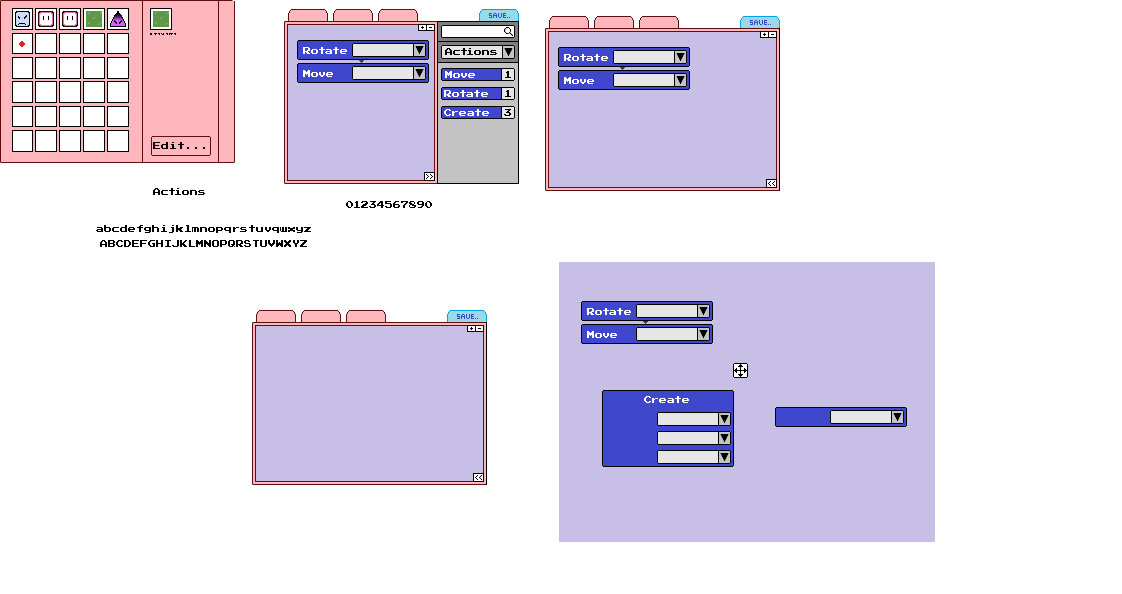 Edit...
SAVE..
Rotate
Move
Actions
Move 1
Rotate 1
Create 3
SAVE..
Rotate
Move
Actions
01234567890
abcdefghijklmnopqrstuvqwxyz
ABCDEFGHIJKLMNOPQRSTUVWXYZ
SAVE..
Rotate
Move
Create